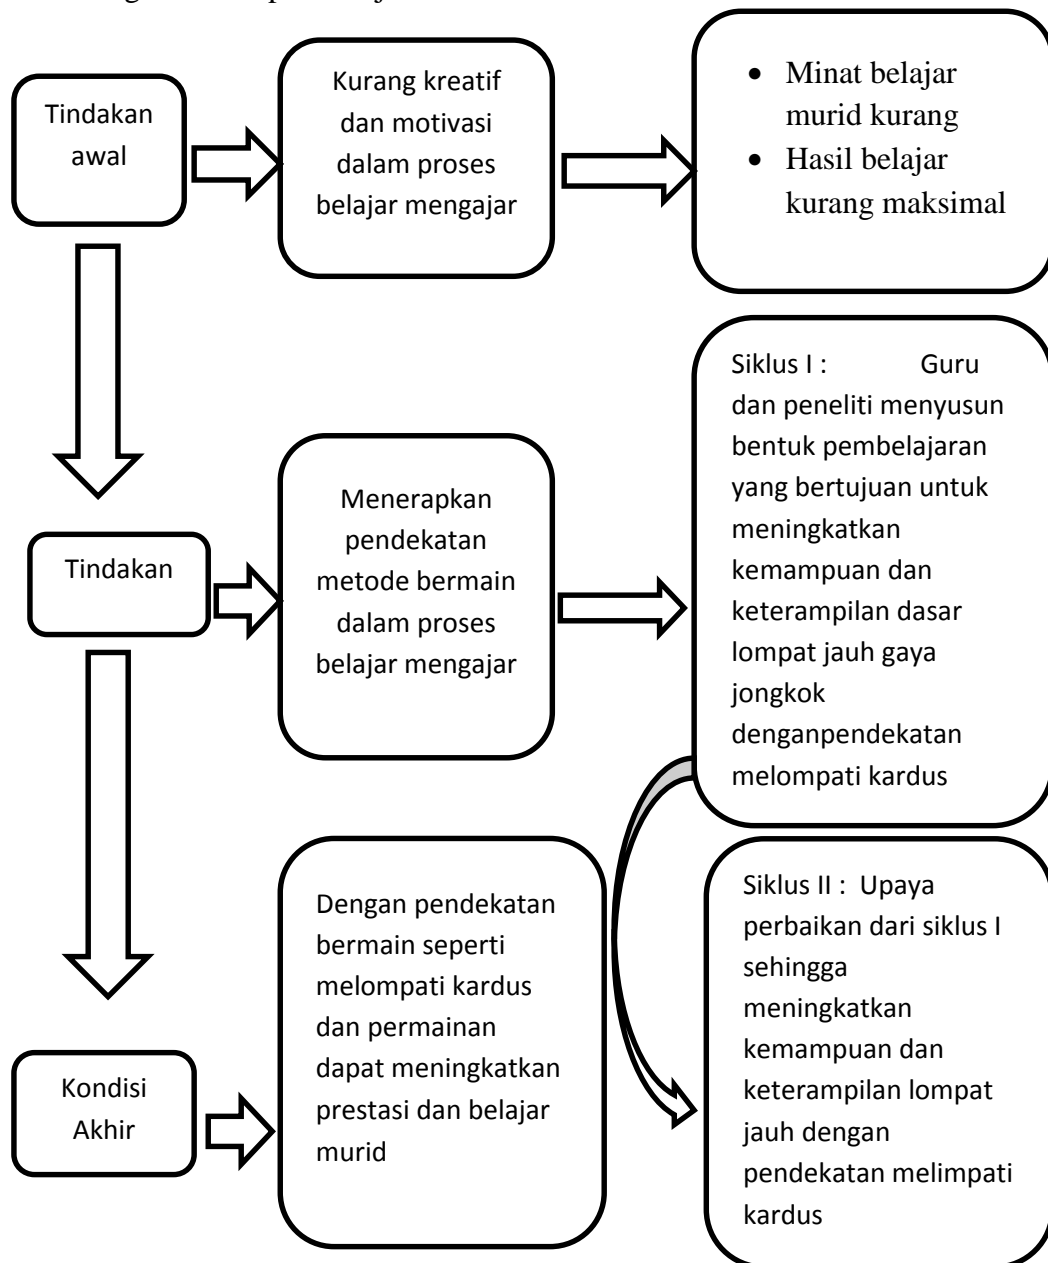 Tindakan
awal
Kurang kreatif
dan motivasi
dalam proses
belajar mengajar
• Minat belajar
murid kurang
• Hasil belajar
kurang maksimal
Tindakan
Menerapkan
pendekatan
metode bermain
dalam proses
belajar mengajar
Siklus I : Guru
dan peneliti menyusun
bentuk pembelajaran
yang bertujuan untuk
meningkatkan
kemampuan dan
keterampilan dasar
lompat jauh gaya
jongkok
denganpendekatan
melompati kardus
Kondisi
Akhir
Dengan pendekatan
bermain seperti
melompati kardus
dan permainan
dapat meningkatkan
prestasi dan belajar
murid
Siklus II : Upaya
perbaikan dari siklus I
sehingga
meningkatkan
kemampuan dan
keterampilan lompat
jauh dengan
pendekatan melimpati
kardus